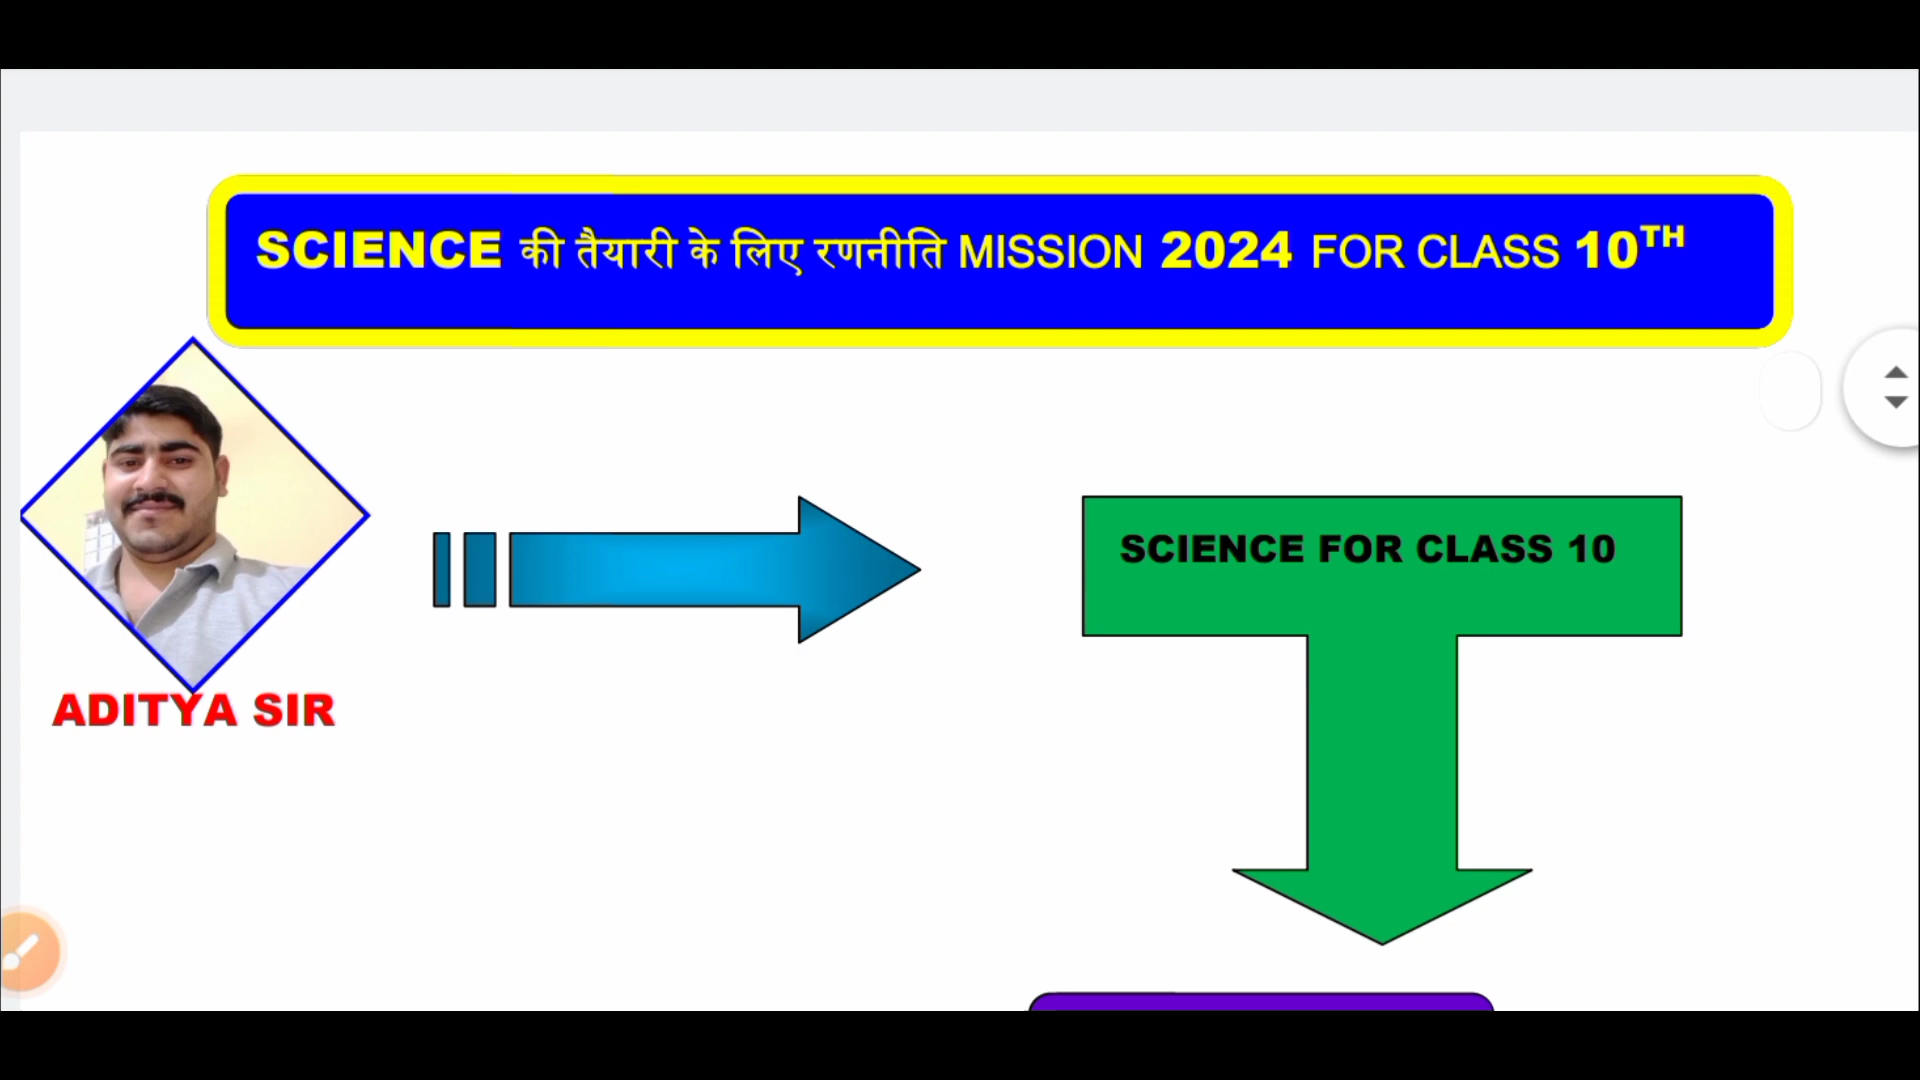 SCIENCE की तैयारी के लिए रणनीति MISSION 2024 FOR CLASS 10TH
SCIENCE FOR CLASS 10
ADITYA SIR